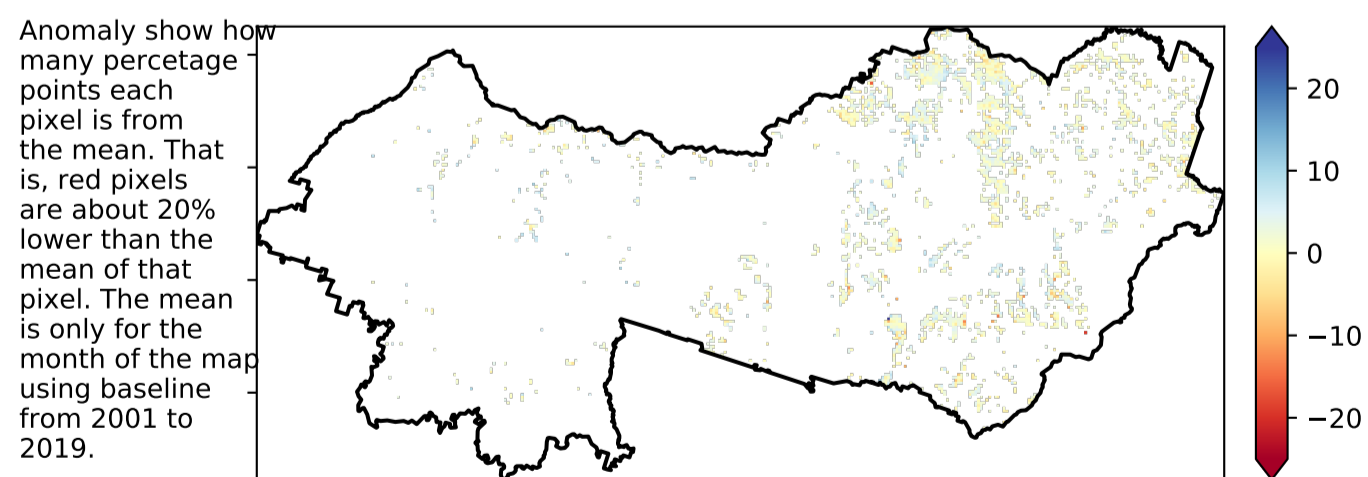 Anomaly show how
many percetage
points each
pixel is from
the mean. That
is, red pixels
are about 20%
lower than the
mean of that
pixel. The mean
is only for the
month of the map
using baseline
from 2001 to
2019.
20
10
0
−10
−20